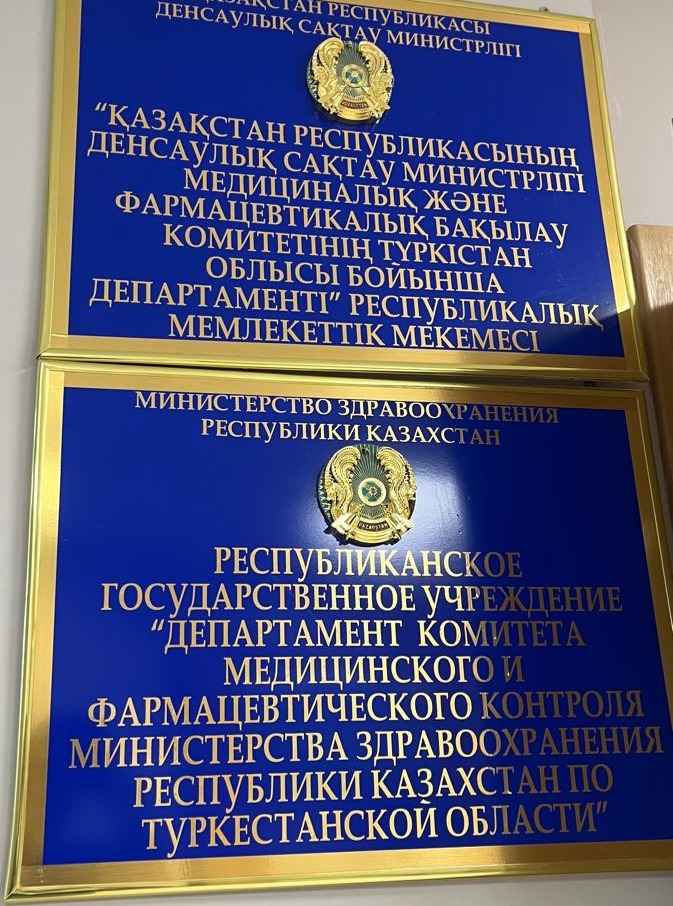 ҚАЗАҚСТАН РЕСПУБЛИКАСЫ
ДЕНСАУЛЫҚ САҚТАУ МИНИСТРЛІГІ
“ҚАЗАҚСТАН РЕСПУБЛИКАСЫНЫҢ
ДЕНСАУЛЫҚ САҚТАУ МИНИСТРЛІГІ
МЕДИЦИНАЛЫҚ ЖӘНЕ
ФАРМАЦЕВТИКАЛЫҚ БАҚЫЛАУ
КОМИТЕТІНІҢ ТҮРКІСТАН
ОБЛЫСЫ БОЙЫНША
ДЕПАРТАМЕНТІ” РЕСПУБЛИКАЛЫҚ
МЕМЛЕКЕТТІК МЕКЕМЕСІ
МИНИСТЕРСТВО ЗДРАВООХРАНЕНИЯ
РЕСПУБЛИКИ КАЗАХСТАН
QAZAQSTAN
РЕСПУБЛИКАНСКОЕ
ГОСУДАРСТВЕННОЕ УЧРЕЖДЕНИЕ
“ДЕПАРТАМЕНТ КОМИТЕТА
МЕДИЦИНСКОГО И
ФАРМАЦЕВТИЧЕСКОГО КОНТРОЛЯ
МИНИСТЕРСТВА ЗДРАВООХРАНЕНИЯ
РЕСПУБЛИКИ КАЗАХСТАН ПО
ТУРКЕСТАНСКОЙ ОБЛАСТИ”